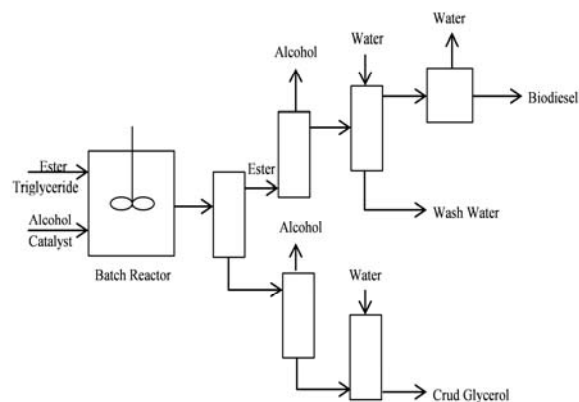 Water
Alcohol
Water
Biodiesel
Ester
Triglyceride
Ester
Alcohol
Catalyst
Wash Water
Alcohol
Batch Reactor
Water
Crud Glycerol